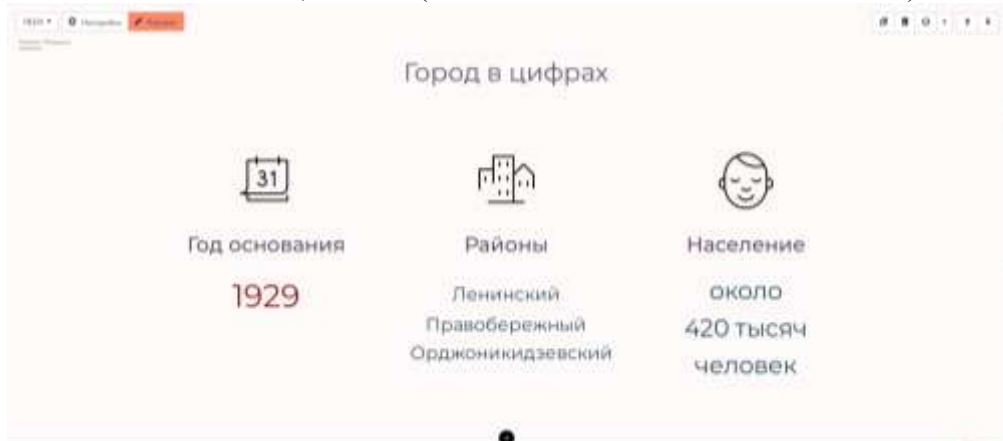 Город в цифрах
31
Год основания
Районы
Население
1929
Ленинский
Правобережный
Орджоникидзевский
около
420 тысяч
человек